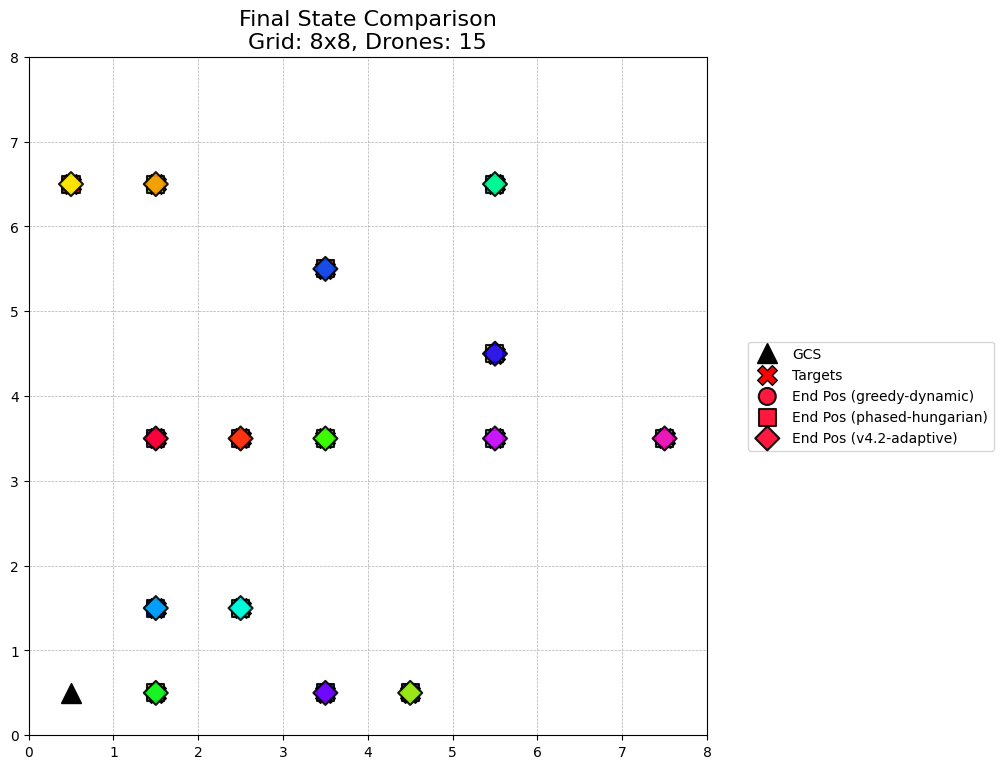 Final State Comparison
Grid: 8x8, Drones: 15
8
7
6
5
4
3
2
1
0
0 1 2 3 4 5 6 7 8
GCS
Targets
End Pos (greedy-dynamic)
End Pos (phased-hungarian)
End Pos (v4.2-adaptive)